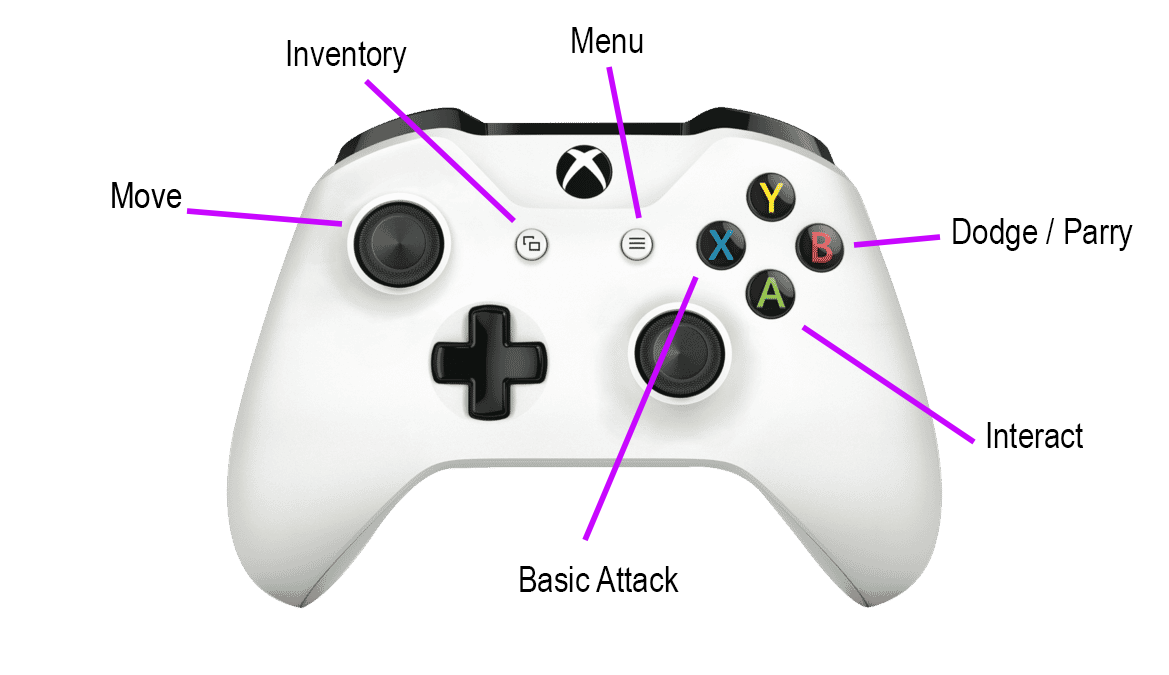 Menu
Inventory
Move
Y
X
B
A
Dodge / Parry
Interact
Basic Attack